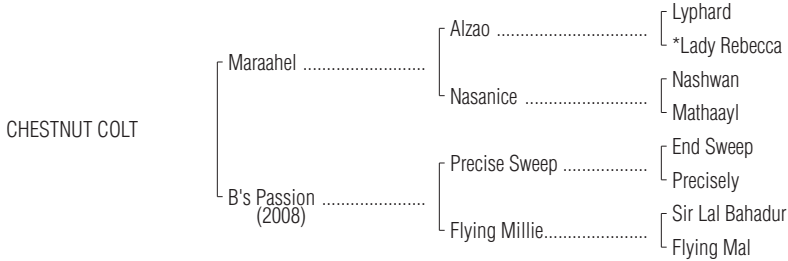 Lyphard
Alzao ..............................
*Lady Rebecca
Maraahel .........................
Nashwan
Nasanice .........................
Mathaayl
CHESTNUT COLT
End Sweep
Precise Sweep .................
Precisely
B's Passion .....................
(2008)
Sir Lal Bahadur
Flying Millie.....................
Flying Mal